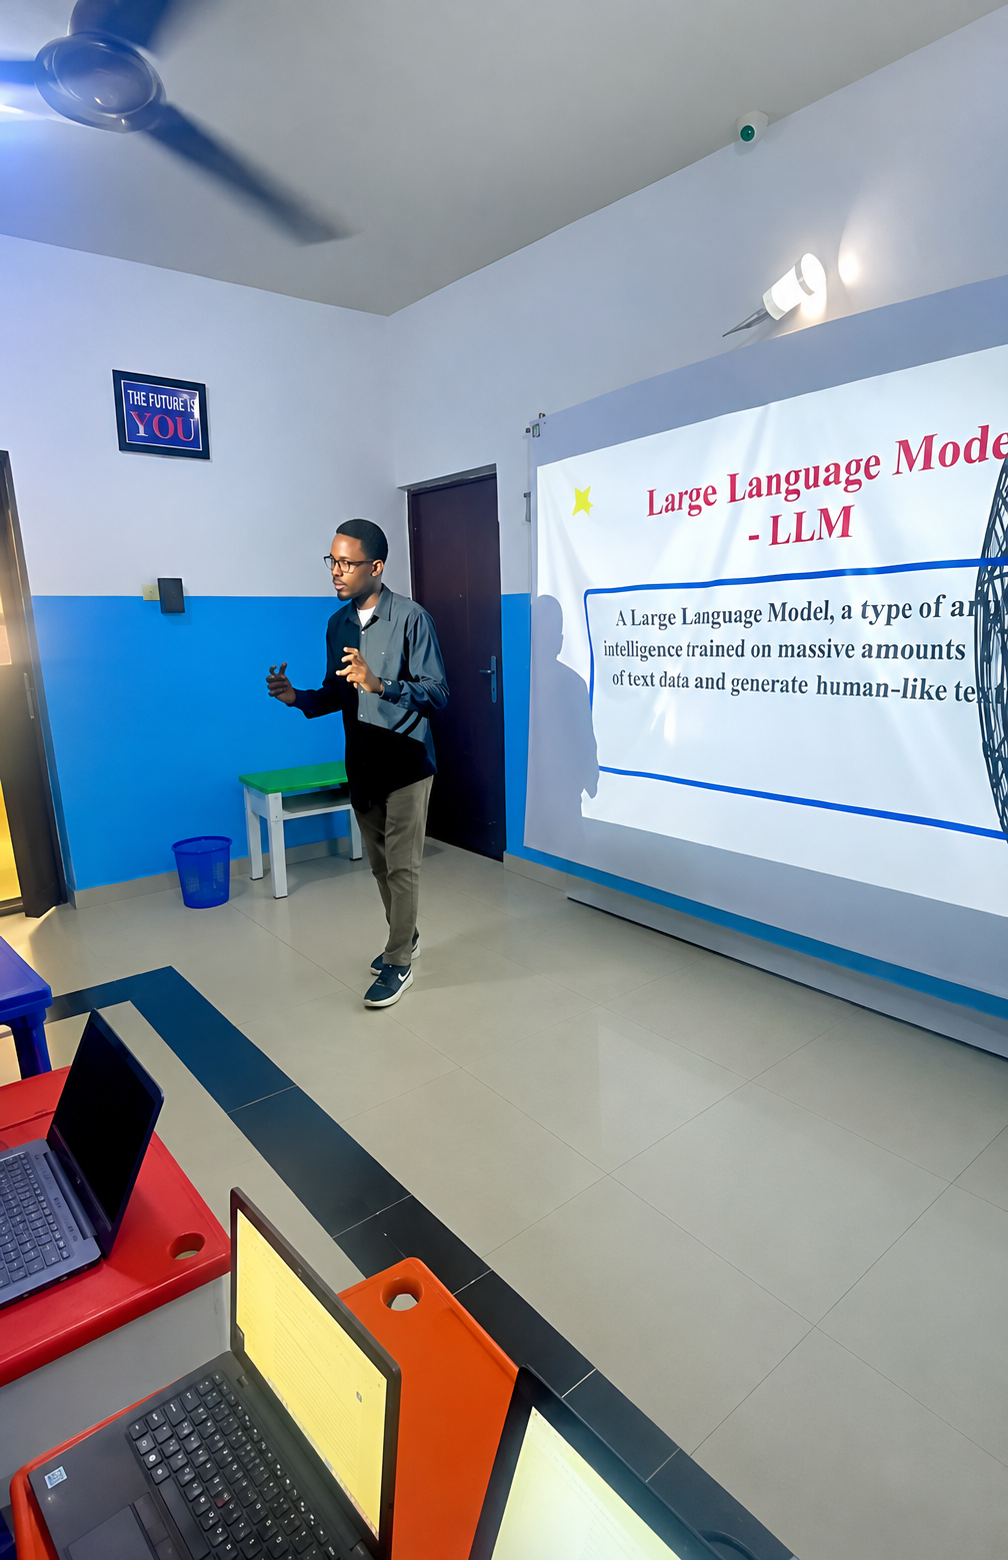 THE FUTURE IS
YOU
Large Language Mode
- LLM
A Large Language Model, a type of
intelligence trained on massive amounts
of text data and generate human-like